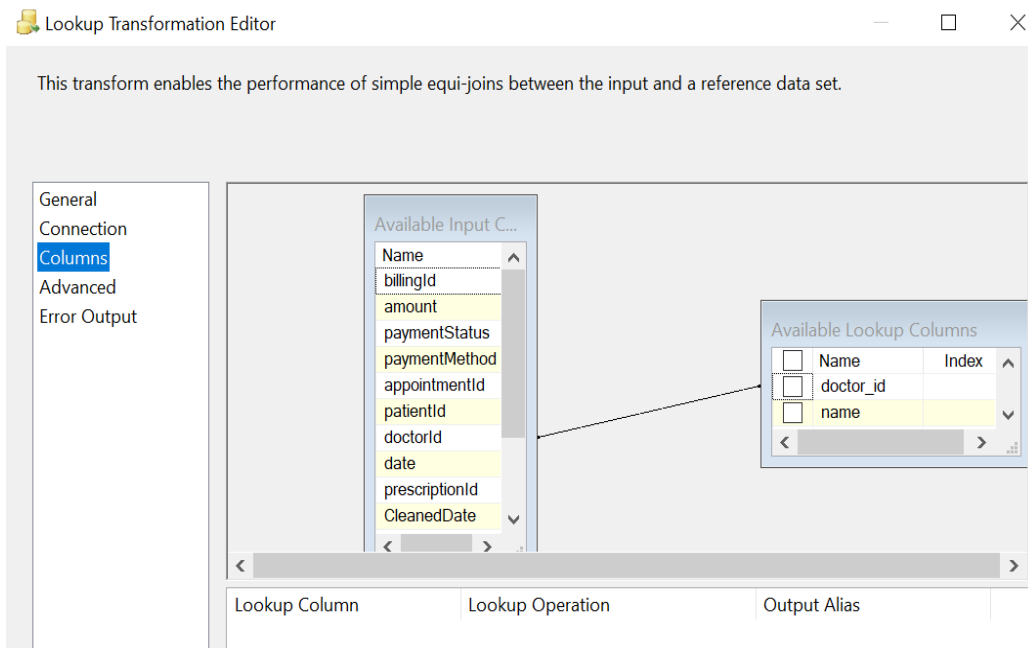 Lookup Transformation Editor
This transform enables the performance of simple equi-joins between the input and a reference data set.
General
Connection
Columns
Advanced
Error Output
Available Input C...
Name
billingId
amount
paymentStatus
paymentMethod
appointmentId
patientId
doctorId
date
prescriptionId
CleanedDate
Available Lookup Columns
Name Index
doctor_id
name
Lookup Column Lookup Operation Output Alias